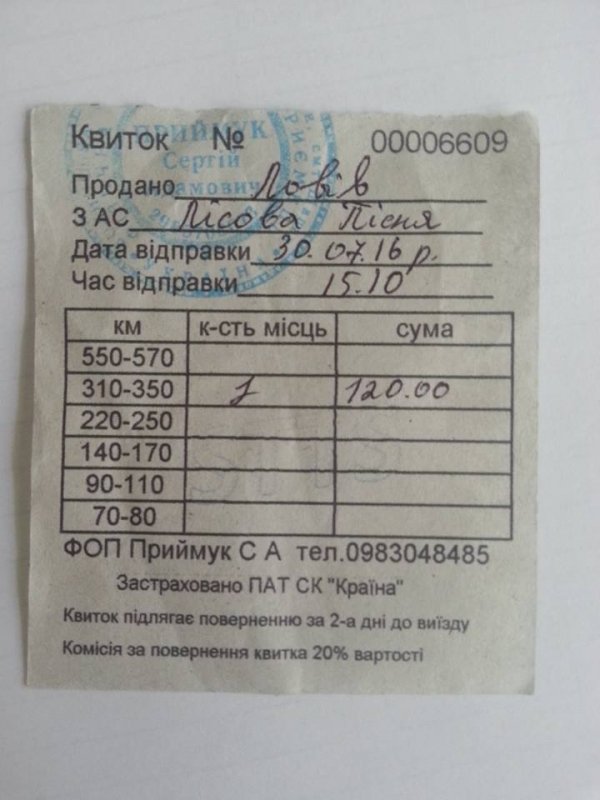 Квиток № 00006609
ПРИЙМУК
Сергій
Продано Львів
З АС Лісова Пісня
Дата відправки 30.07.16 р.
Час відправки 15.10
км к-сть місць сума
550-570
310-350 1 120.00
220-250
140-170
90-110
70-80
ФОП Приймук С А тел.0983048485
Застраховано ПАТ СК "Країна"
Квиток підлягає поверненню за 2-а дні до виїзду
Комісія за повернення квитка 20% вартості